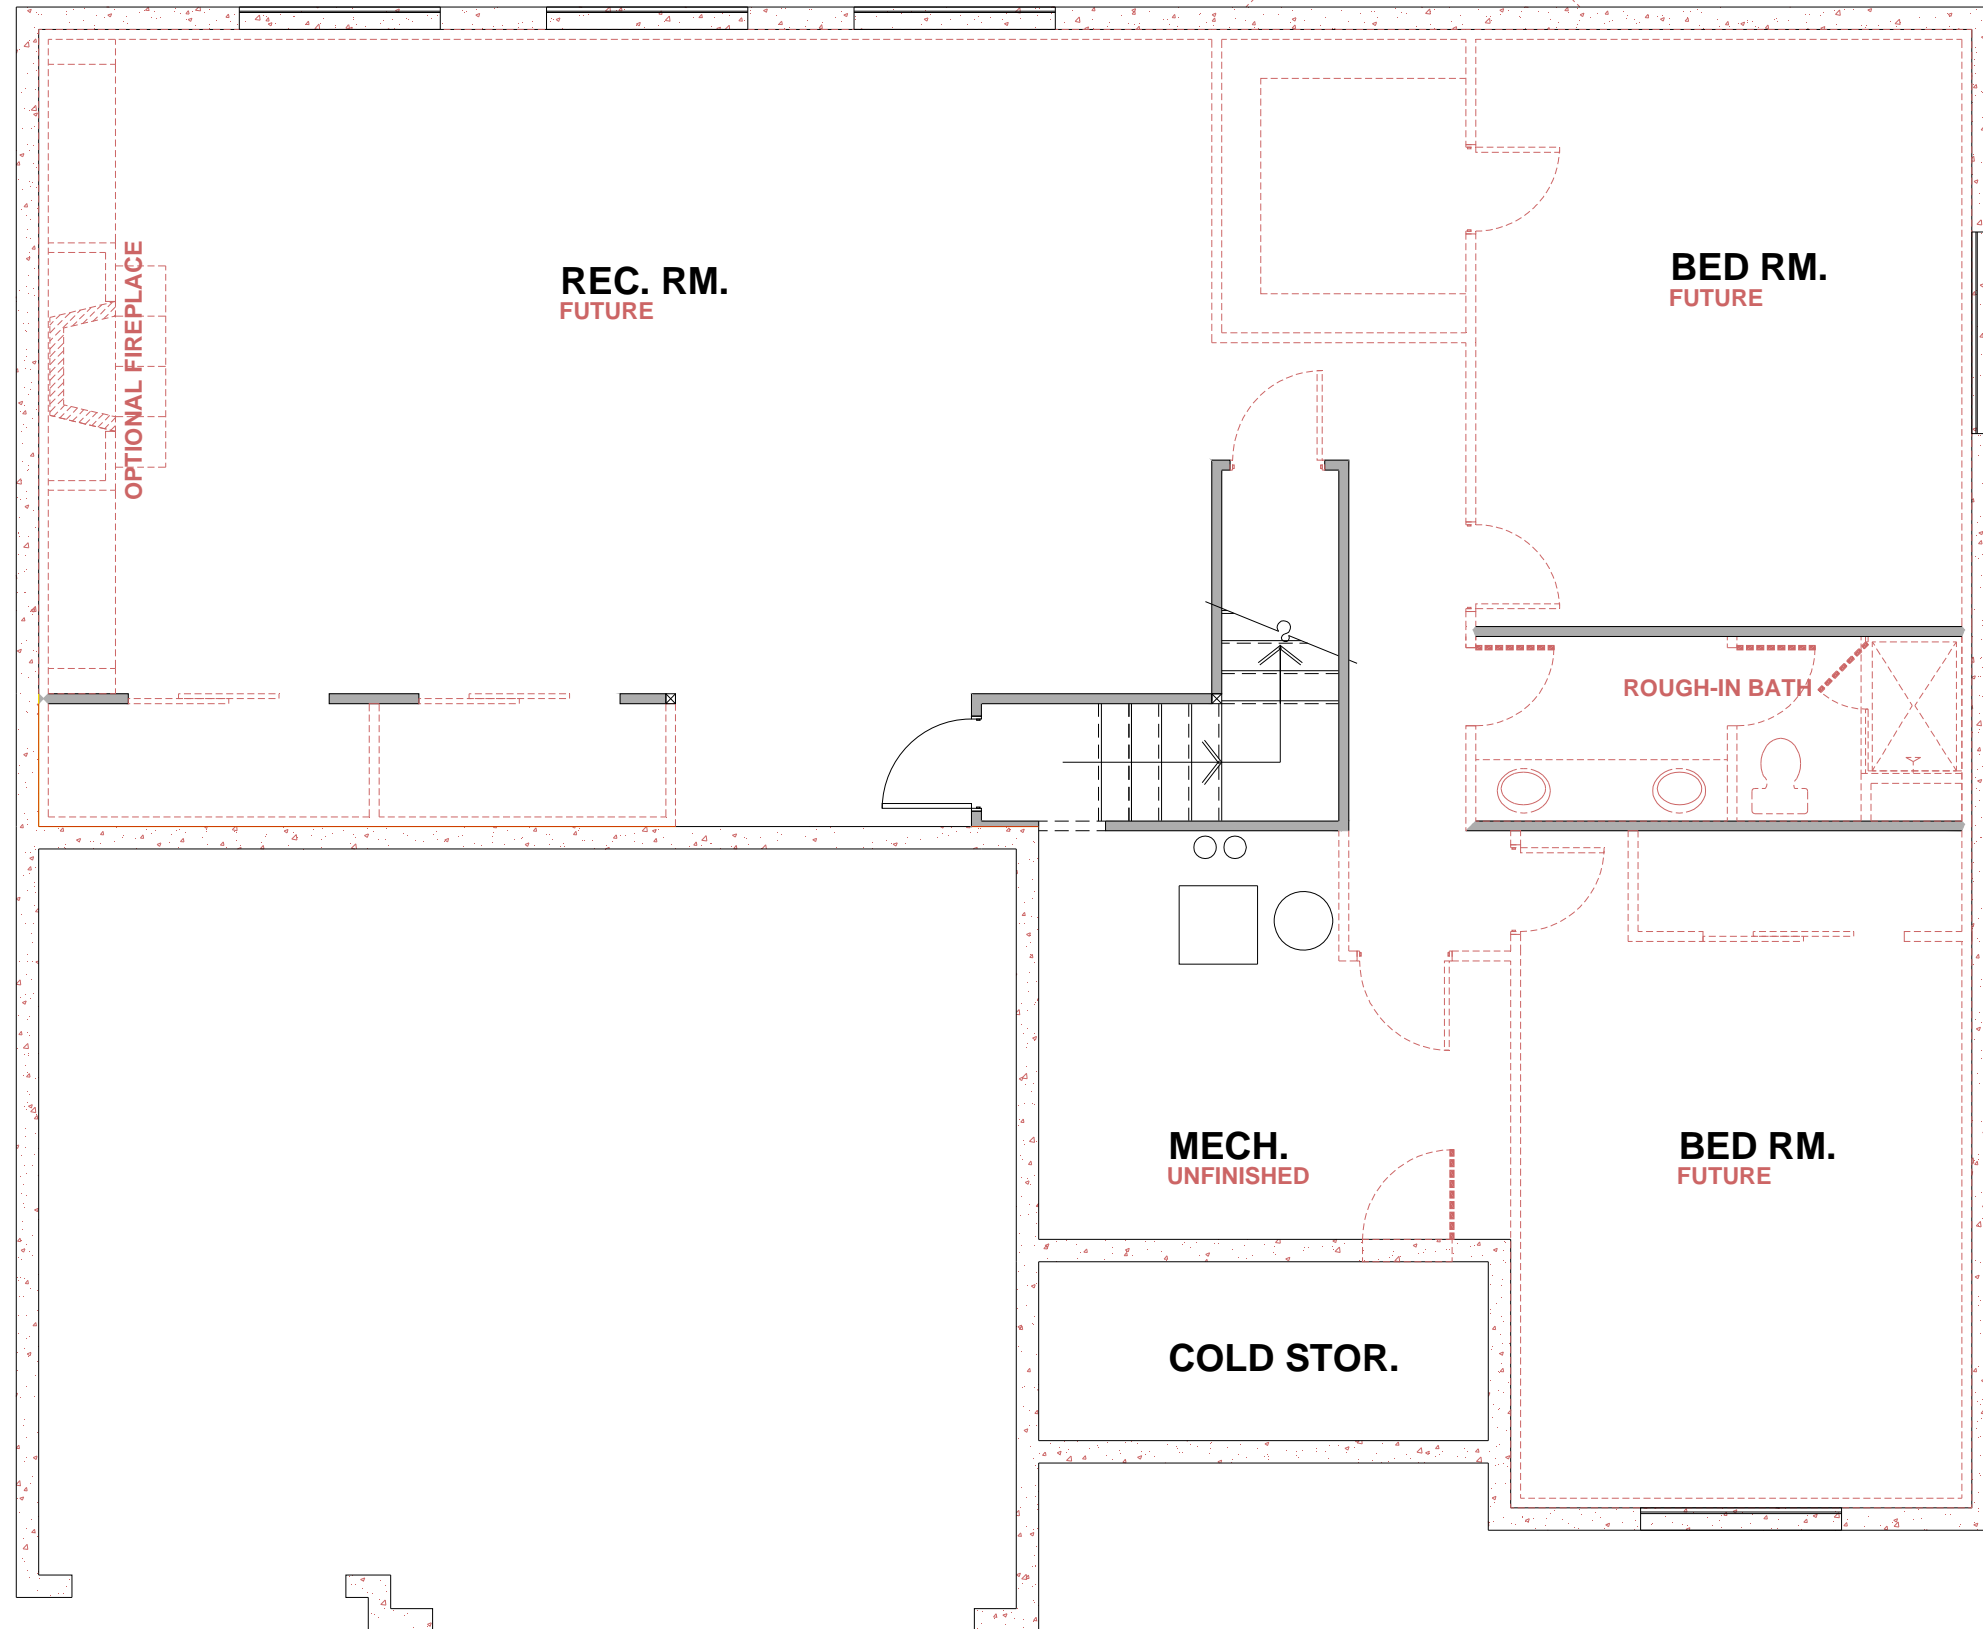 REC. RM.
FUTURE
BED RM.
FUTURE
OPTIONAL FIREPLACE
ROUGH-IN BATH
MECH.
UNFINISHED
BED RM.
FUTURE
COLD STOR.